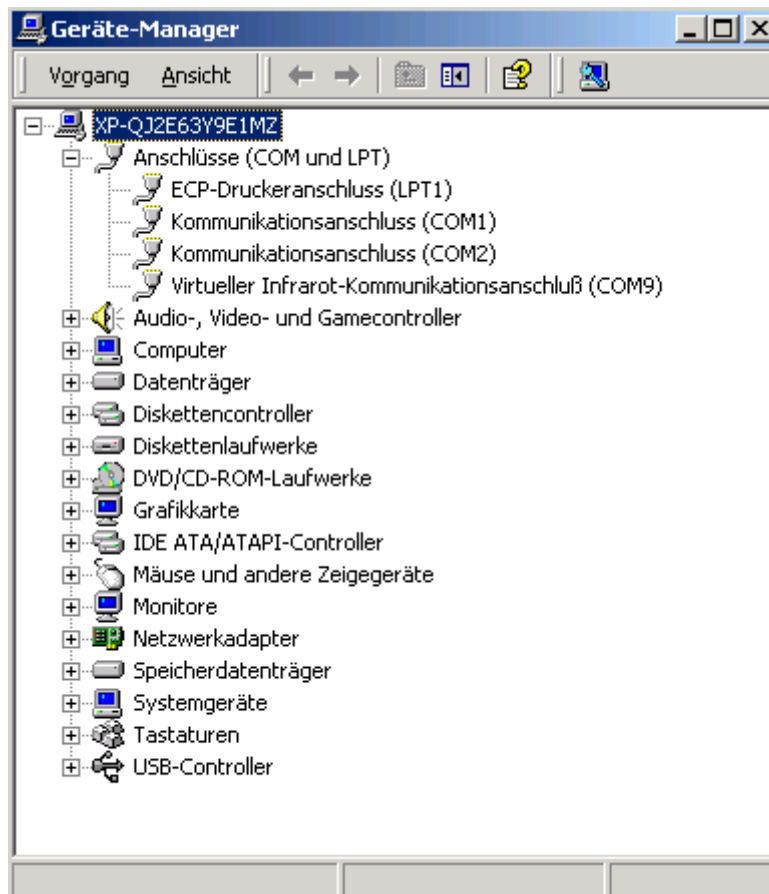 Geräte-Manager
Vorgang Ansicht
XP-QJ2E63Y9E1MZ
Anschlüsse (COM und LPT)
ECP-Druckeranschluss (LPT1)
Kommunikationsanschluss (COM1)
Kommunikationsanschluss (COM2)
Virtueller Infrarot-Kommunikationsanschluß (COM9)
Audio-, Video- und Gamecontroller
Computer
Datenträger
Diskettencontroller
Diskettenlaufwerke
DVD/CD-ROM-Laufwerke
Grafikkarte
IDE ATA/ATAPI-Controller
Mäuse und andere Zeigegeräte
Monitore
Netzwerkadapter
Speicherdatenträger
Systemgeräte
Tastaturen
USB-Controller